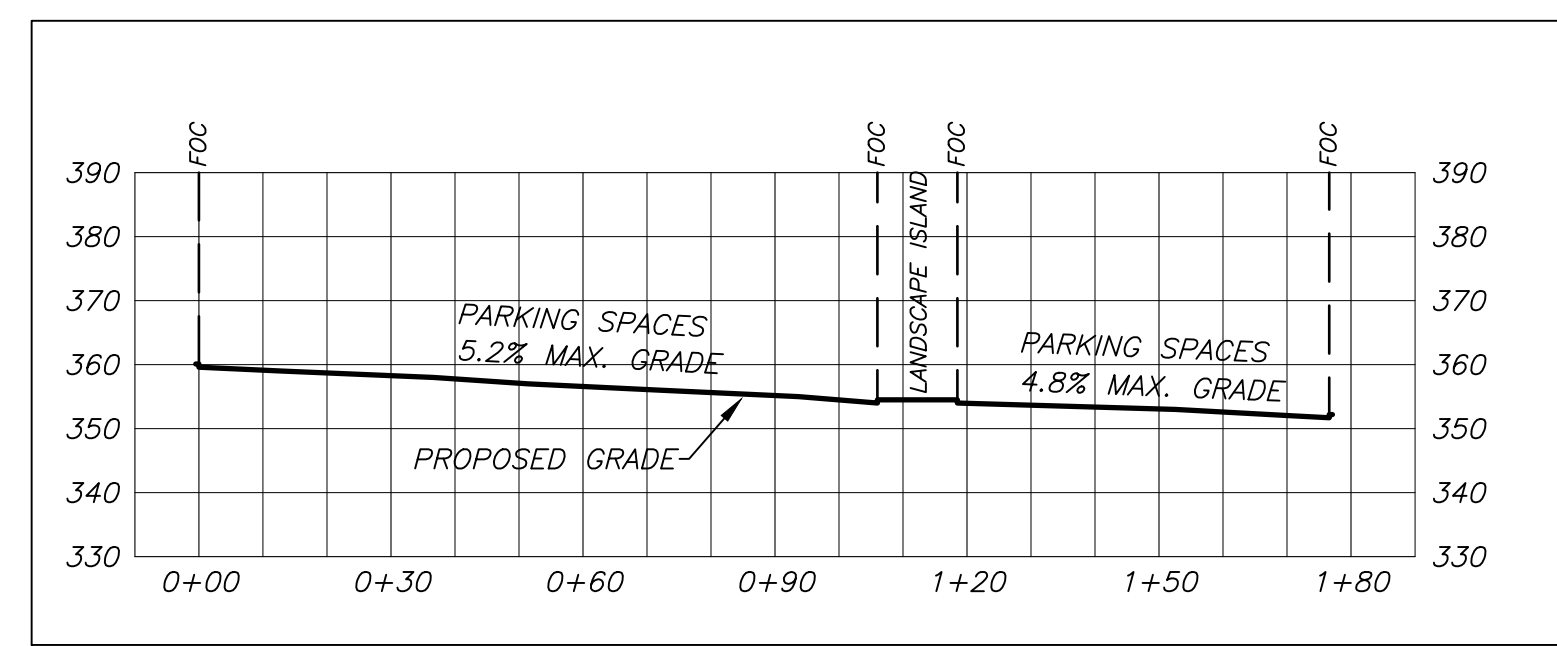 FOC FOC FOC FOC
390 390
380 380
LANDSCAPE ISLAND
370 370
PARKING SPACES
5.2% MAX. GRADE
PARKING SPACES
4.8% MAX. GRADE
360 360
350 350
PROPOSED GRADE
340 340
330 330
0+00 0+30 0+60 0+90 1+20 1+50 1+80